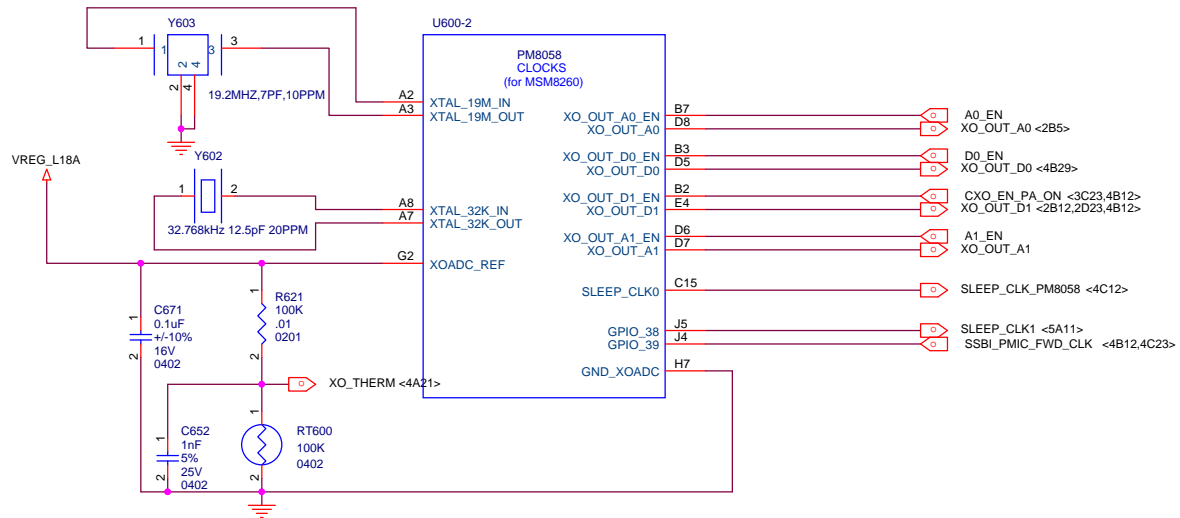 Y603
1
1
3
3
2
4
2
4
19.2MHZ,7PF,10PPM
VREG_L18A
Y602
1
2
32.768kHz 12.5pF 20PPM
U600-2
PM8058
CLOCKS
(for MSM8260)
A2
XTAL_19M_IN
A3
XTAL_19M_OUT
A8
XTAL_32K_IN
A7
XTAL_32K_OUT
G2
XOADC_REF
XO_OUT_A0_EN
B7
A0_EN
XO_OUT_A0
D8
XO_OUT_A0 <2B5>
XO_OUT_D0_EN
B3
D0_EN
XO_OUT_D0
D5
XO_OUT_D0 <4B29>
XO_OUT_D1_EN
B2
CXO_EN_PA_ON <3C23,4B12>
XO_OUT_D1
E4
XO_OUT_D1 <2B12,2D23,4B12>
XO_OUT_A1_EN
D6
A1_EN
XO_OUT_A1
D7
XO_OUT_A1
SLEEP_CLK0
C15
SLEEP_CLK_PM8058 <4C12>
GPIO_38
J5
SLEEP_CLK1 <5A11>
GPIO_39
J4
SSBI_PMIC_FWD_CLK <4B12,4C23>
GND_XOADC
H7
1
C671
0.1uF
+/-10%
16V
0402
2
1
R621
100K
.01
0201
2
XO_THERM <4A21>
1
C652
1nF
5%
25V
0402
2
1
RT600
100K
0402
2